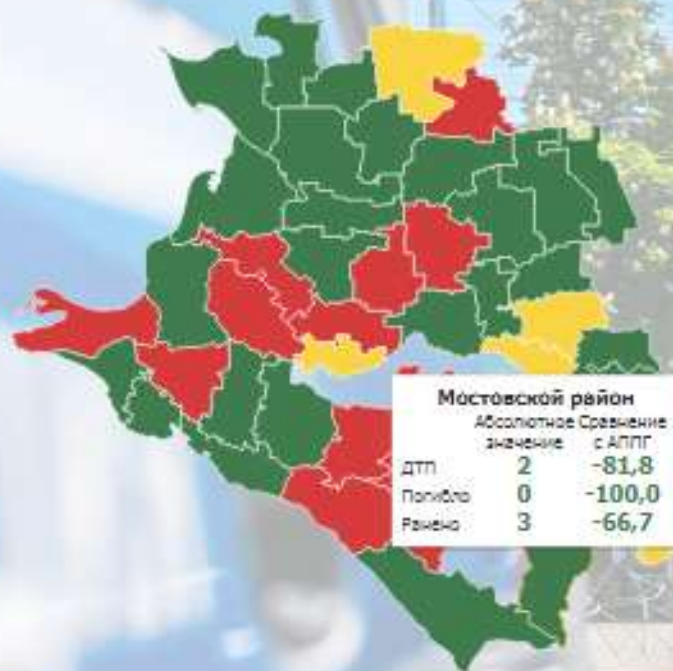 Мостовской район
Абсолютное Сравнение
значение с АППГ
ДТП 2 -81,8
Погибло 0 -100,0
Ранено 3 -66,7